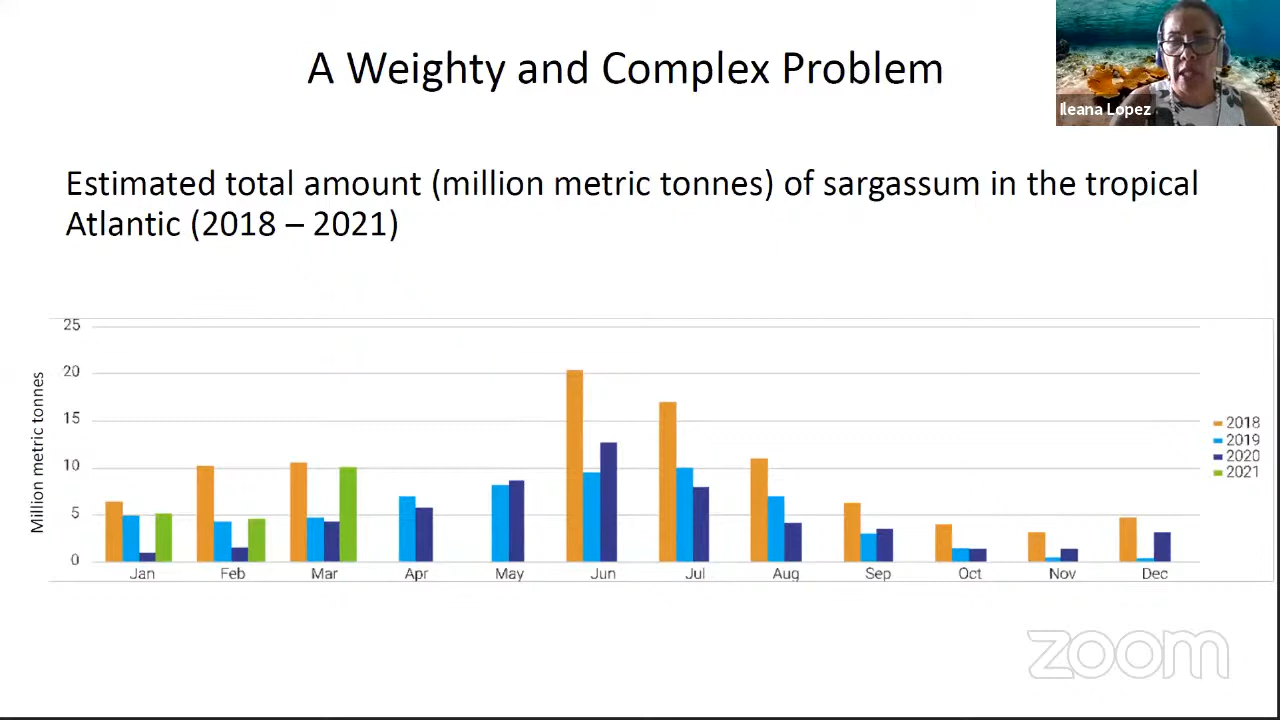 A Weighty and Complex Problem
Ileana Lopez
Estimated total amount (million metric tonnes) of sargassum in the tropical
Atlantic (2018 – 2021)
Million metric tonnes
25
20
15
10
5
0
Jan Feb Mar Apr May Jun Jul Aug Sep Oct Nov Dec
2018
2019
2020
2021
zoom